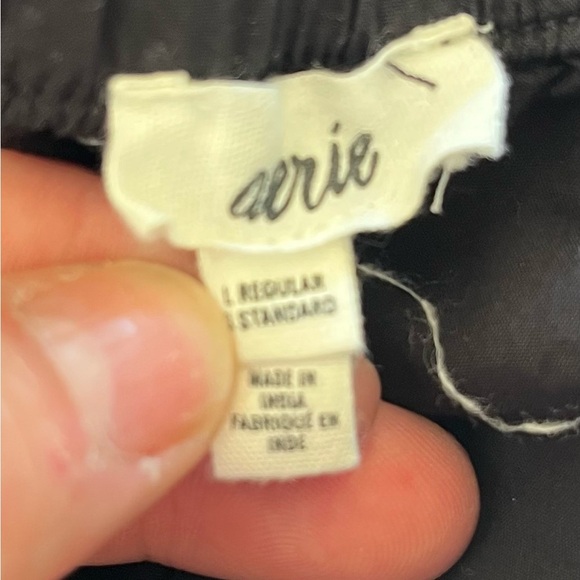 aerie
L REGULAR
STANDARD
MADE IN
INDIA
FABRIQUÉ EN
INDE